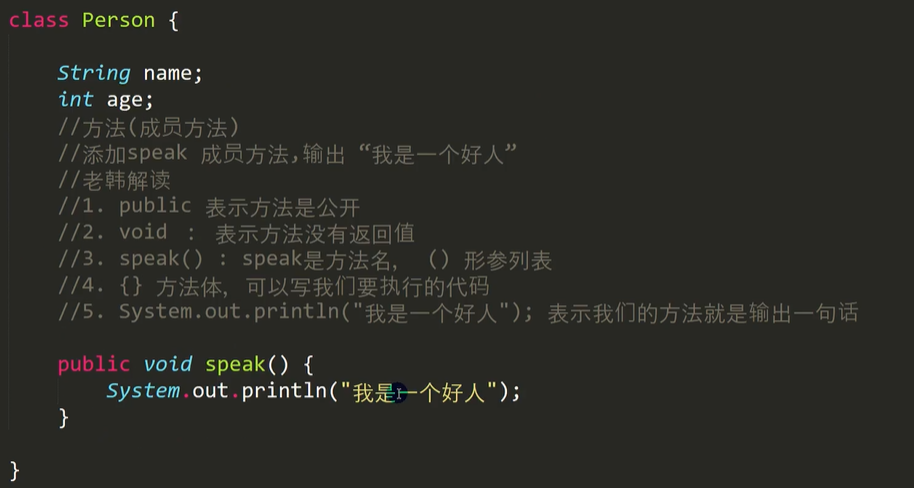 class Person {
String name;
int age;
//方法(成员方法)
//添加speak 成员方法,输出 “我是一个好人”
//老韩解读
//1. public 表示方法是公开
//2. void : 表示方法没有返回值
//3. speak() : speak是方法名, () 形参列表
//4. {} 方法体, 可以写我们要执行的代码
//5. System.out.println("我是一个好人"); 表示我们的方法就是输出一句话
public void speak() {
System.out.println("我是一个好人");
}
}